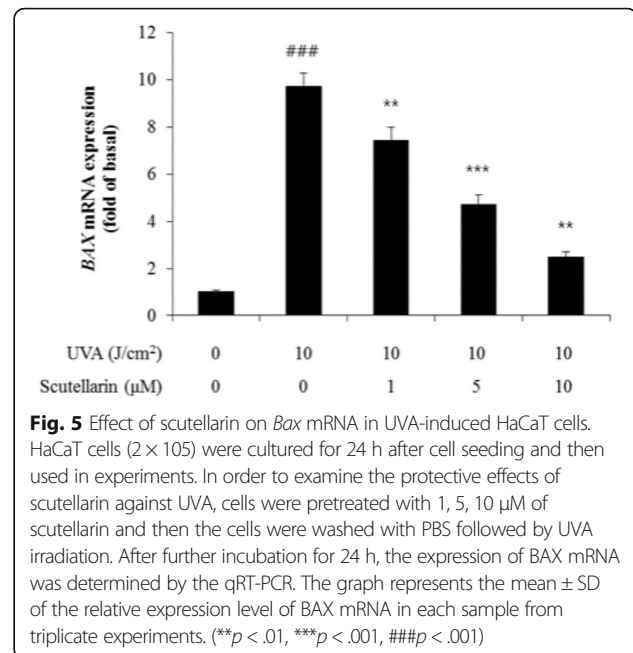 ###
**
***
**
12
10
8
6
4
2
0
BAX mRNA expression
(fold of basal)
UVA (J/cm²) 0 10 10 10 10
Scutellarin (μM) 0 0 1 5 10
Fig. 5 Effect of scutellarin on Bax mRNA in UVA-induced HaCaT cells.
HaCaT cells (2 × 105) were cultured for 24 h after cell seeding and then
used in experiments. In order to examine the protective effects of
scutellarin against UVA, cells were pretreated with 1, 5, 10 μM of
scutellarin and then the cells were washed with PBS followed by UVA
irradiation. After further incubation for 24 h, the expression of BAX mRNA
was determined by the qRT-PCR. The graph represents the mean ± SD
of the relative expression level of BAX mRNA in each sample from
triplicate experiments. (**p < .01, ***p < .001, ###p < .001)